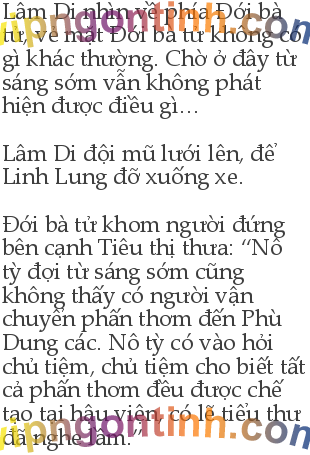 Lâm Di nhìn về phía Đới bà
tử, vẻ mặt Đới bà tử không có
gì khác thường. Chờ ở đây từ
sáng sớm vẫn không phát
hiện được điều gì…
Lâm Di đội mũ lưới lên, để
Linh Lung đỡ xuống xe.
Đới bà tử khom người đứng
bên cạnh Tiêu thị thưa: “Nô
tỳ đợi từ sáng sớm cũng
không thấy có người vận
chuyển phấn thơm đến Phù
Dung các. Nô tỳ có vào hỏi
chủ tiệm, chủ tiệm cho biết tất
cả phấn thơm đều được chế
tạo tại hậu viện, có lẽ tiểu thư
đã nghe lầm.”
vipngontinh.com
vipngontinh.com